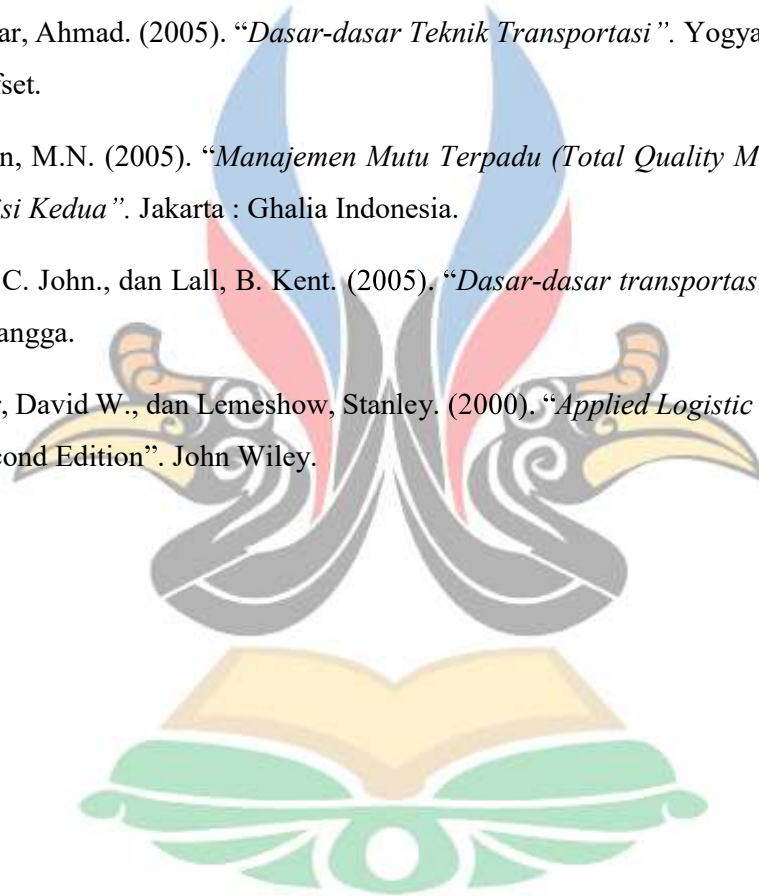 ar, Ahmad. (2005). “Dasar-dasar Teknik Transportasi”. Yogya
fset.
n, M.N. (2005). “Manajemen Mutu Terpadu (Total Quality M
isi Kedua”. Jakarta : Ghalia Indonesia.
C. John., dan Lall, B. Kent. (2005). “Dasar-dasar transportas
angga.
, David W., dan Lemeshow, Stanley. (2000). “Applied Logistic
cond Edition”. John Wiley.